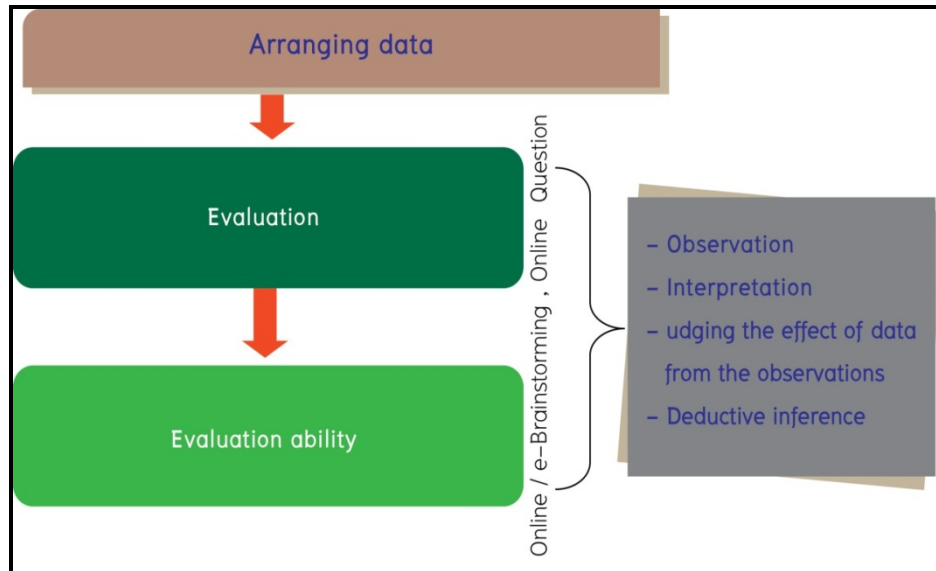 Arranging data
Evaluation
Evaluation ability
Online / e-Brainstorming , Online Question
– Observation
– Interpretation
– udging the effect of data
from the observations
– Deductive inference